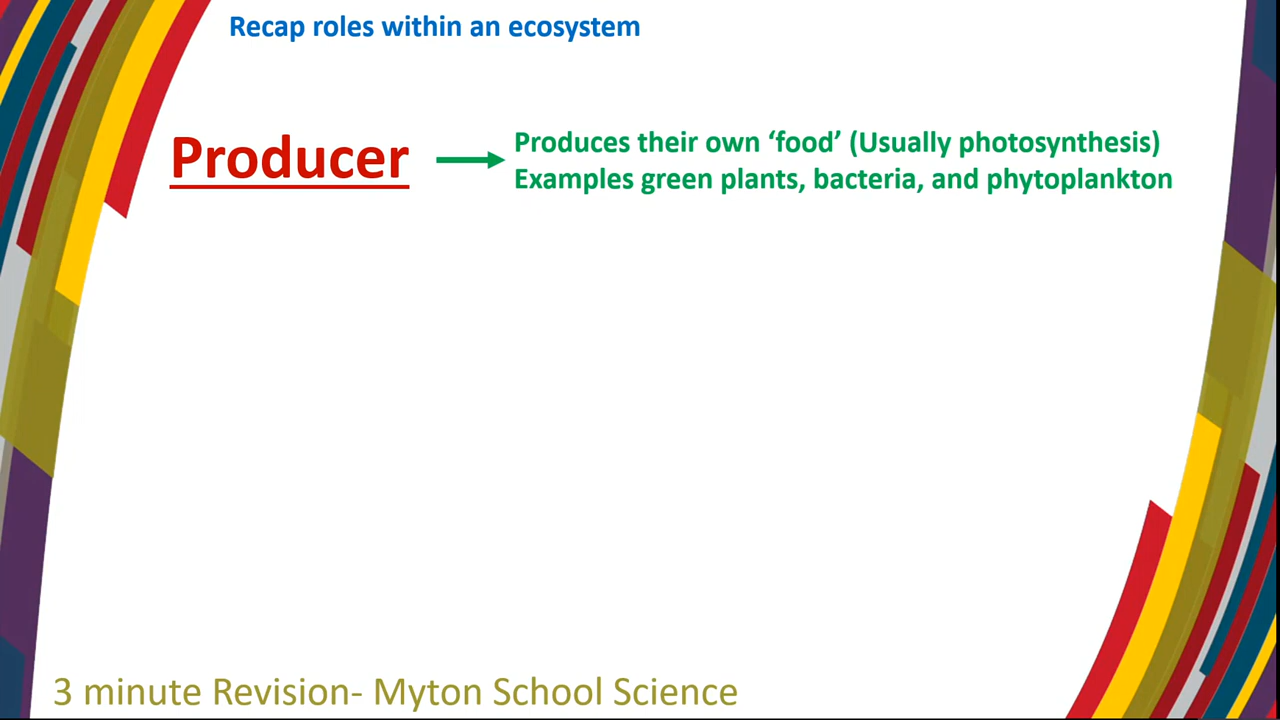 Recap roles within an ecosystem
Producer
Produces their own ‘food’ (Usually photosynthesis)
Examples green plants, bacteria, and phytoplankton
3 minute Revision- Myton School Science